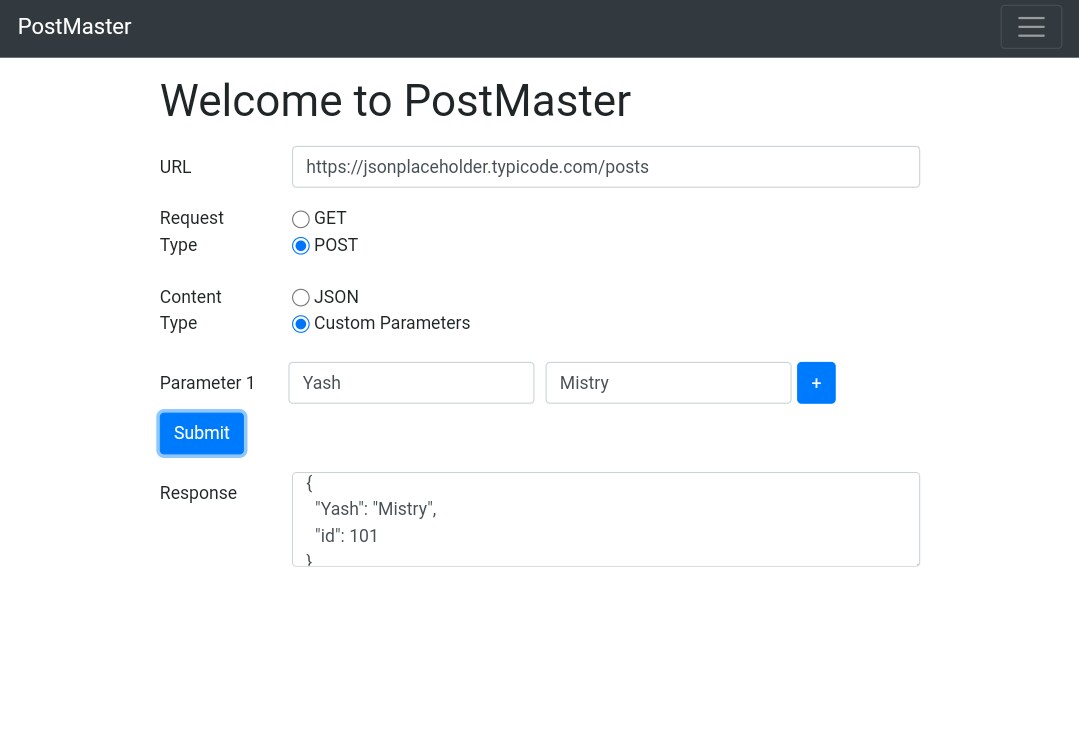 PostMaster
Welcome to PostMaster
URL
https://jsonplaceholder.typicode.com/posts
Request
Type
GET
POST
Content
Type
JSON
Custom Parameters
Parameter 1
Yash
Mistry
+
Submit
Response
{
"Yash": "Mistry",
"id": 101
}